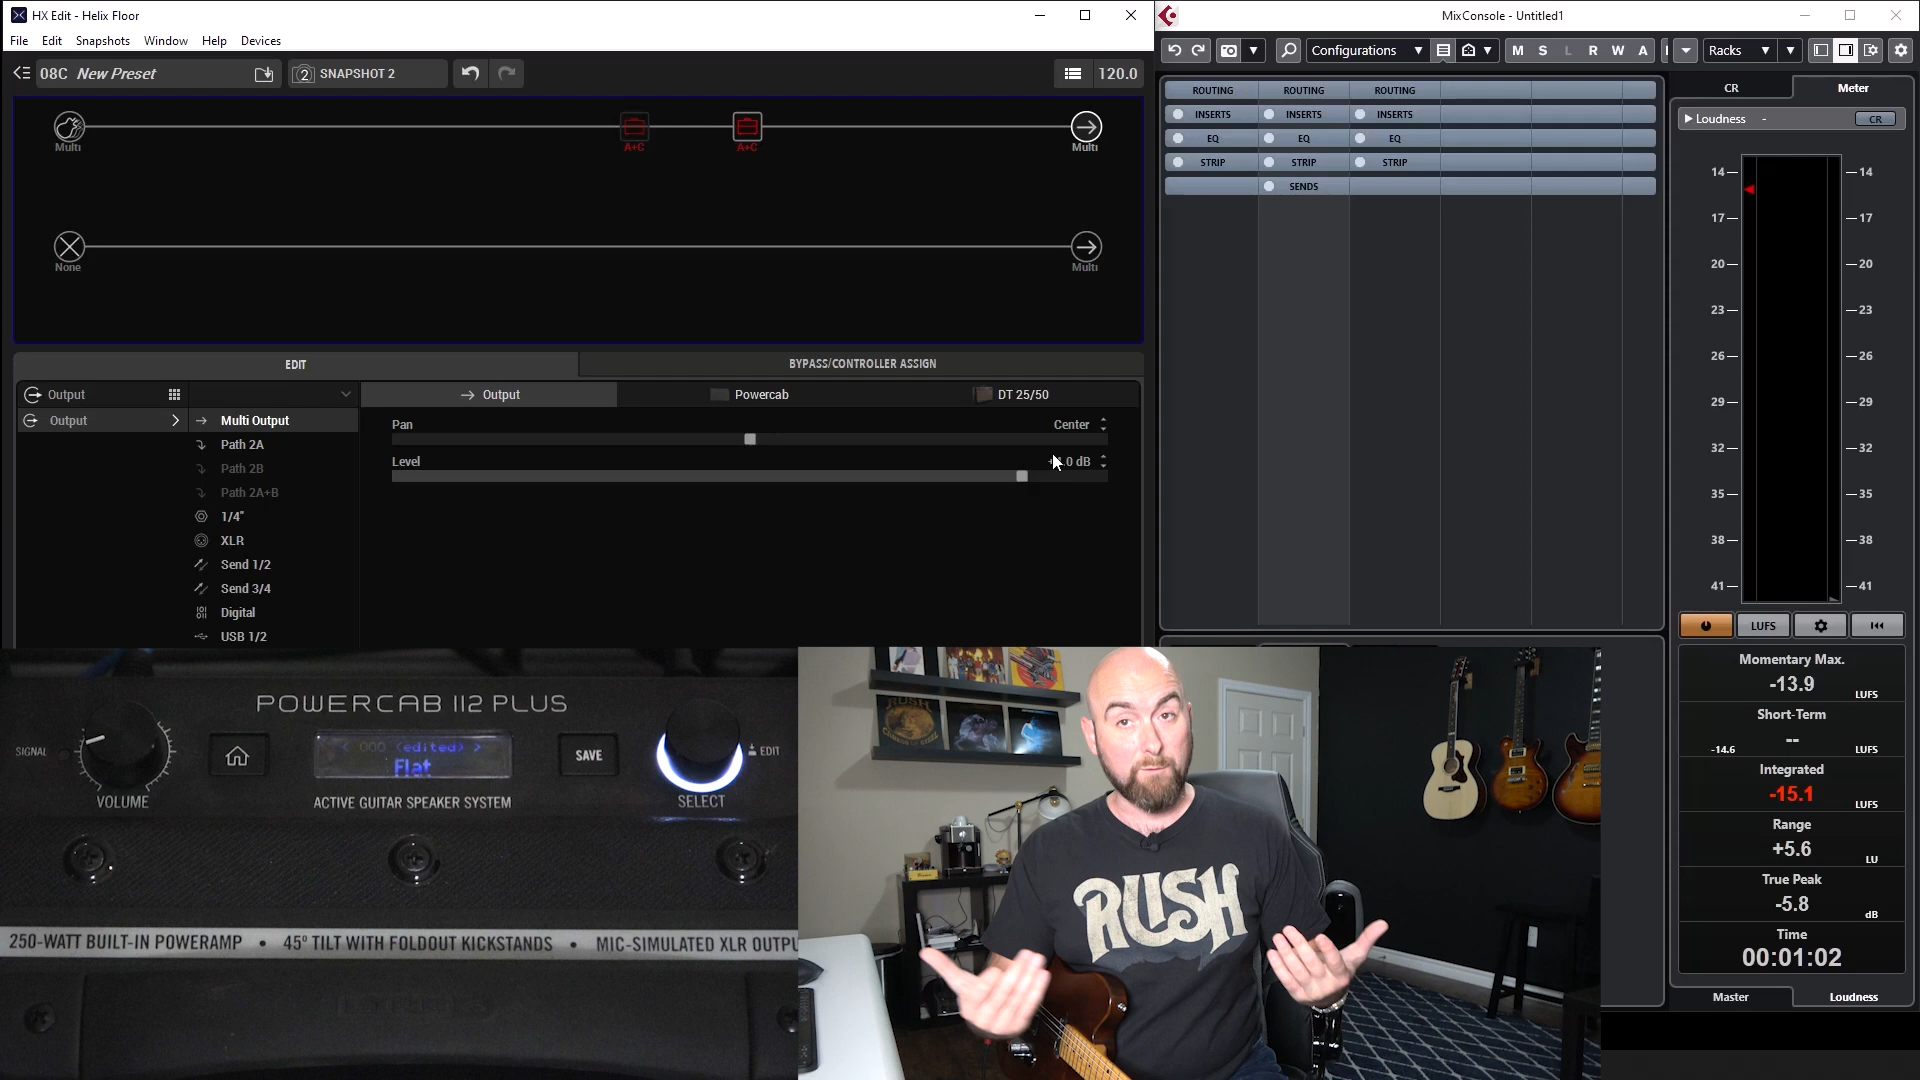 HX Edit - Helix Floor
File Edit Snapshots Window Help Devices
08C New Preset
2 SNAPSHOT 2
120.0
Multi
A+C
A+C
Multi
None
Multi
EDIT
BYPASS/CONTROLLER ASSIGN
Output
Output
Multi Output
Path 2A
Path 2B
Path 2A+B
1/4"
XLR
Send 1/2
Send 3/4
Digital
USB 1/2
Output
Powercab
DT 25/50
Pan
Center
Level
.0 dB
MixConsole - Untitled1
Configurations
M S L R W A
Racks
ROUTING ROUTING ROUTING
INSERTS INSERTS INSERTS
EQ EQ EQ
STRIP STRIP STRIP
SENDS
CR
Meter
Loudness -
CR
14 14
17 17
20 20
23 23
26 26
29 29
32 32
35 35
38 38
41 41
LUFS
Momentary Max.
-13.9 LUFS
Short-Term
-14.6 -- LUFS
Integrated
-15.1 LUFS
Range
+5.6 LU
True Peak
-5.8 dB
Time
00:01:02
Master
Loudness
POWERCAB 112 PLUS
SIGNAL
VOLUME
< 000 <edited> >
Flat
SAVE
EDIT
SELECT
ACTIVE GUITAR SPEAKER SYSTEM
250-WATT BUILT-IN POWERAMP • 45° TILT WITH FOLDOUT KICKSTANDS • MIC-SIMULATED XLR OUTPU
RUSH
RUSH